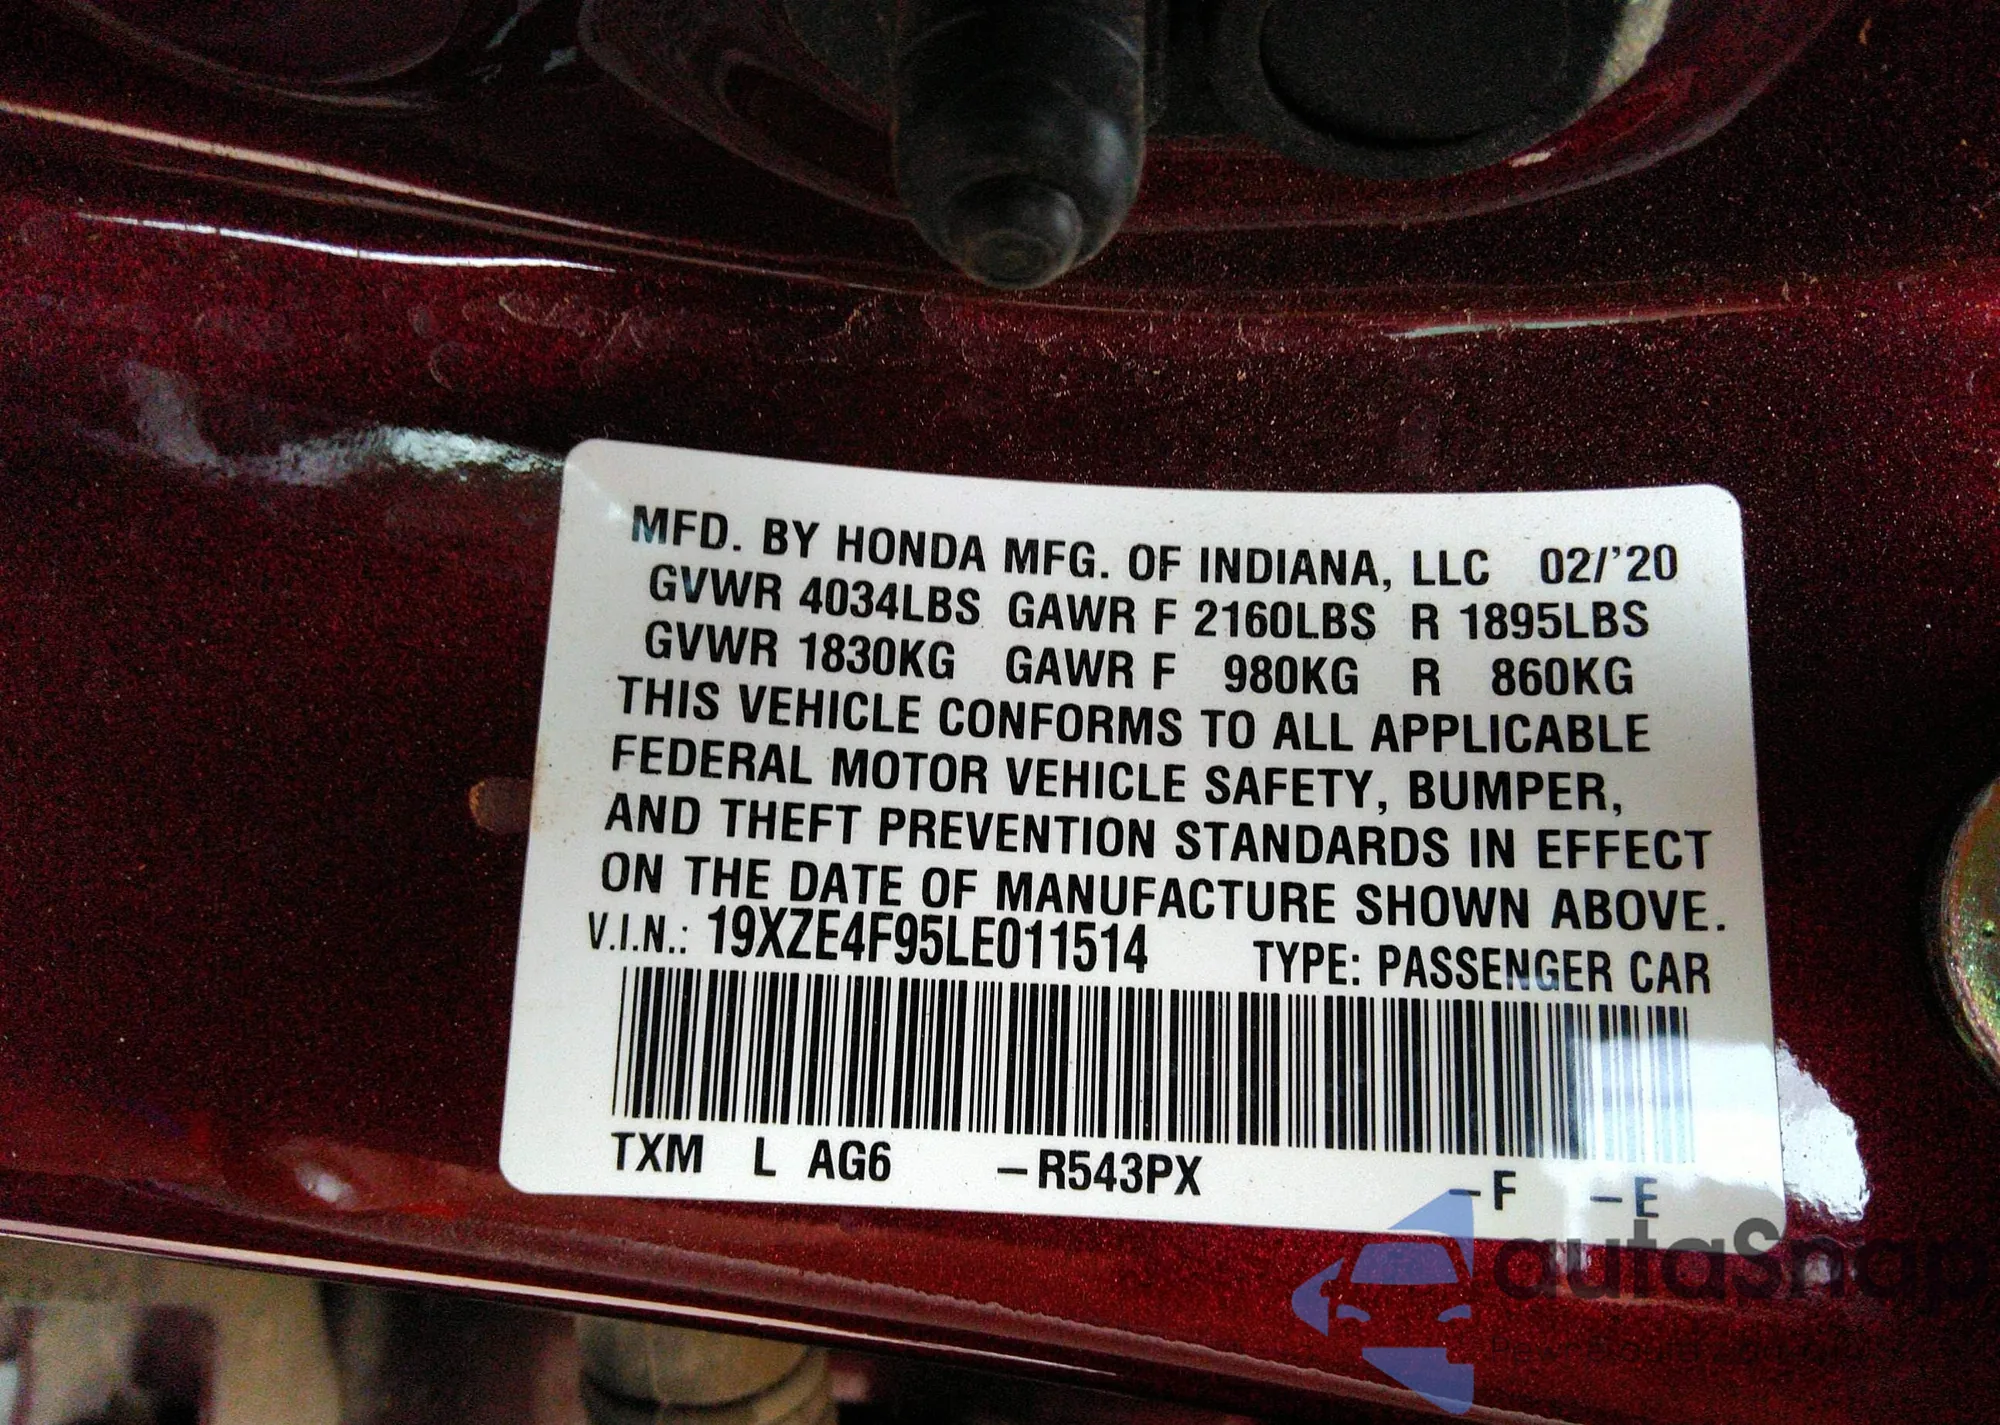 MFD. BY HONDA MFG. OF INDIANA, LLC 02/'20
GVWR 4034LBS GAWR F 2160LBS R 1895LBS
GVWR 1830KG GAWR F 980KG R 860KG
THIS VEHICLE CONFORMS TO ALL APPLICABLE
FEDERAL MOTOR VEHICLE SAFETY, BUMPER,
AND THEFT PREVENTION STANDARDS IN EFFECT
ON THE DATE OF MANUFACTURE SHOWN ABOVE.
V.I.N.: 19XZE4F95LE011514 TYPE: PASSENGER CAR
TXM L AG6 –R543PX –F –E
autaSnap